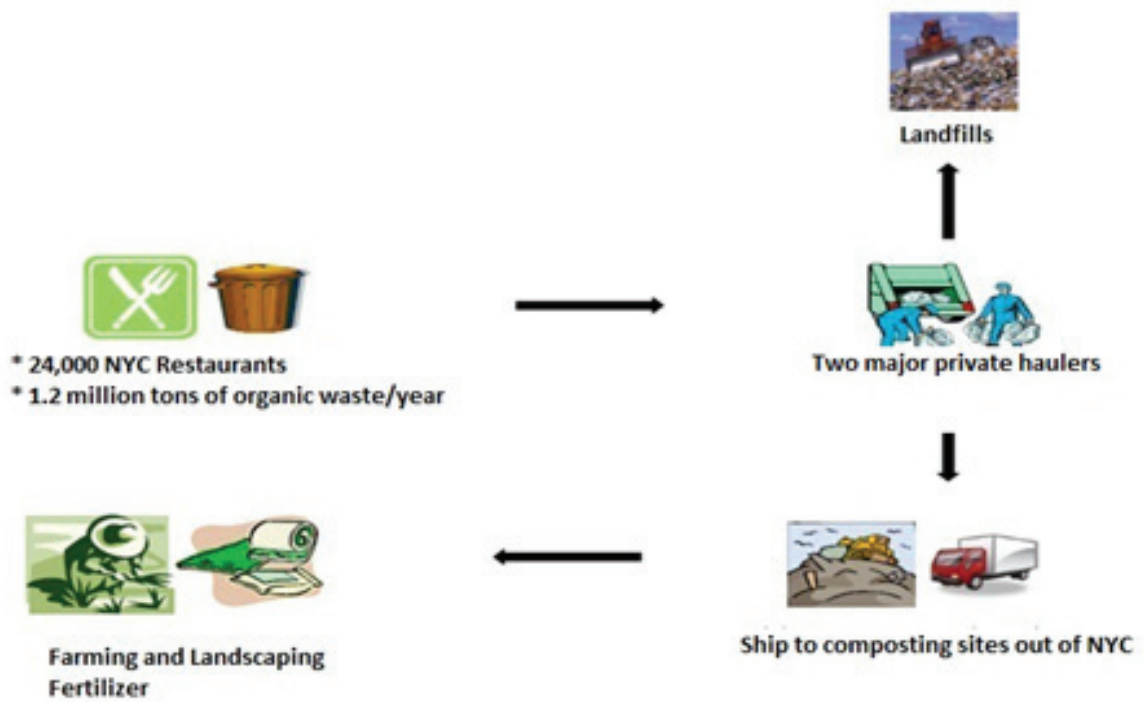 Landfills
* 24,000 NYC Restaurants
* 1.2 million tons of organic waste/year
Two major private haulers
Ship to composting sites out of NYC
Farming and Landscaping
Fertilizer